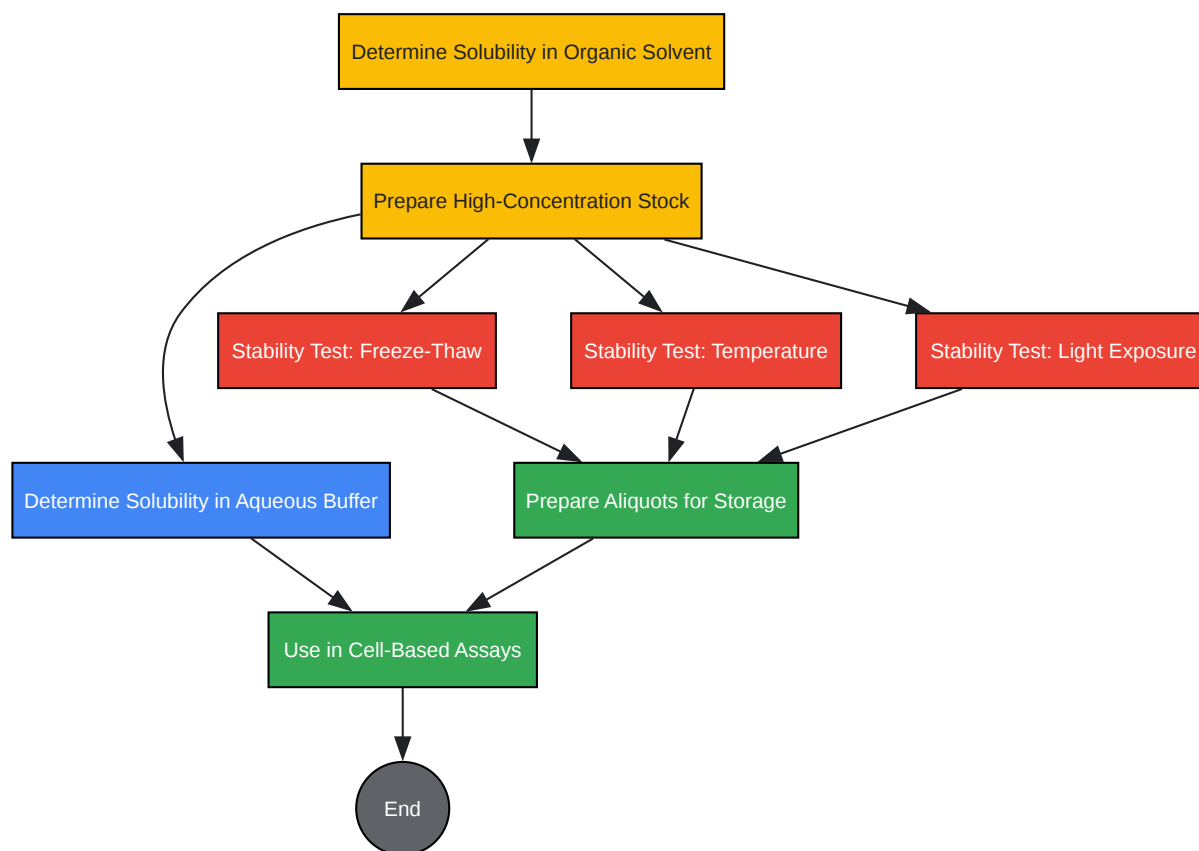 Determine Solubility in Organic Solvent
Prepare High-Concentration Stock
Stability Test: Freeze-Thaw
Stability Test: Temperature
Stability Test: Light Exposure
Determine Solubility in Aqueous Buffer
Prepare Aliquots for Storage
Use in Cell-Based Assays
End